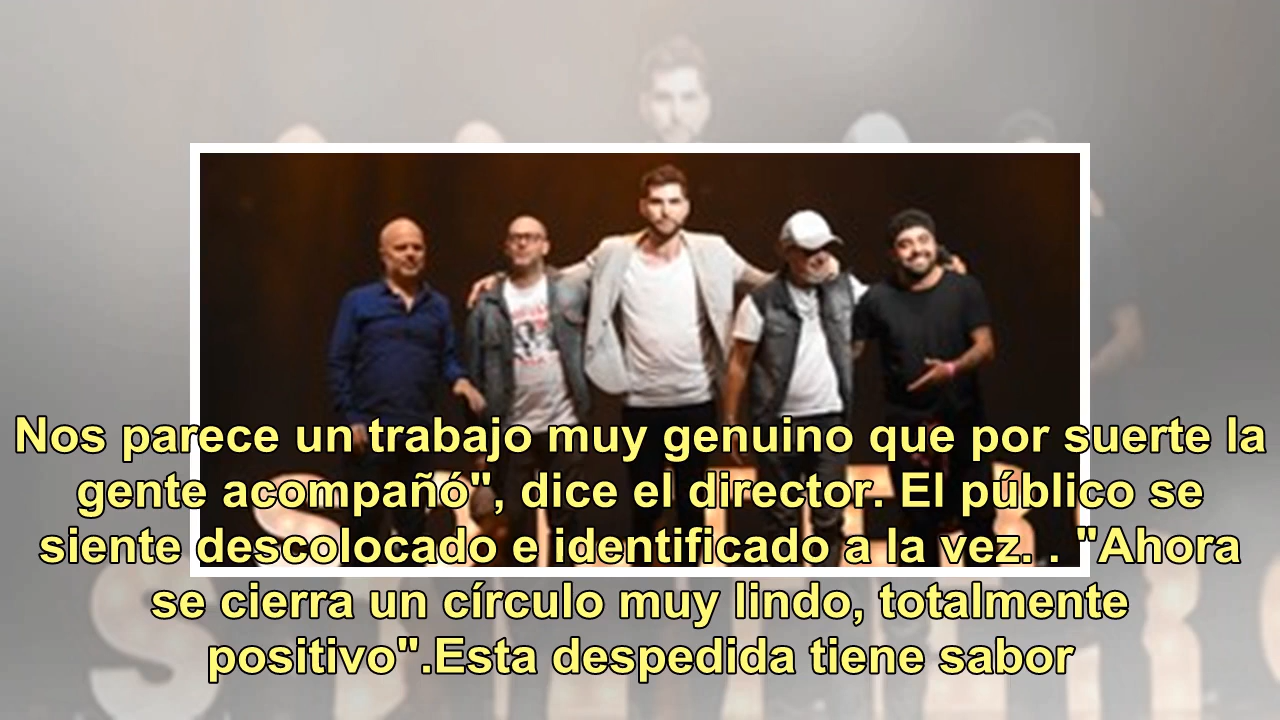 Nos parece un trabajo muy genuino que por suerte la
gente acompañó", dice el director. El público se
siente descolocado e identificado a la vez. . "Ahora
se cierra un círculo muy lindo, totalmente
positivo".Esta despedida tiene sabor